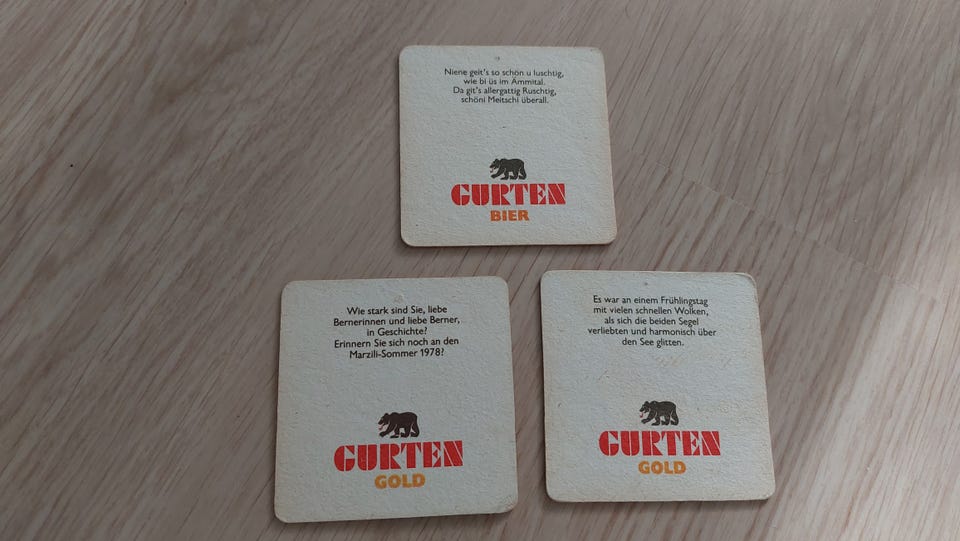 Niene geit's so schön u luschtig,
wie bi üs im Ämmital.
Da git's allergattig Ruschtig,
schöni Meitschi überall.
GURTEN
BIER
Wie stark sind Sie, liebe
Bernerinnen und liebe Berner,
in Geschichte?
Erinnern Sie sich noch an den
Marzili-Sommer 1978?
GURTEN
GOLD
Es war an einem Frühlingstag
mit vielen schnellen Wolken,
als sich die beiden Segel
verliebten und harmonisch über
den See glitten.
GURTEN
GOLD